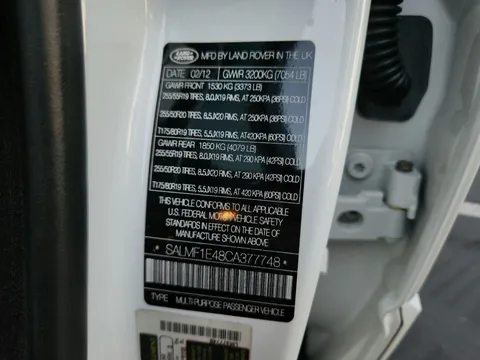 LAND ROVER
MFD BY LAND ROVER IN THE UK
02/12 GVWR 3200KG (7054 LB)
GAWR FRONT 1530 KG (3373 LB)
255/55R19 TIRES, 8.0JX19 RIMS, AT 250KPA (36PSI) COLD
255/50R20 TIRES, 8.5JX20 RIMS, AT 250KPA (36PSI) COLD
T175/80R19 TIRES, 5.5JX19 RIMS, AT 420KPA (60PSI) COLD
GAWR REAR 1850 KG (4079 LB)
255/55R19 TIRES, 8.0JX19 RIMS, AT 290 KPA (42PSI) COLD
255/50R20 TIRES, 8.5JX20 RIMS, AT 290 KPA (42PSI) COLD
T175/80R19 TIRES, 5.5JX19 RIMS, AT 420 KPA (60PSI) COLD
THIS VEHICLE CONFORMS TO ALL APPLICABLE
U.S. FEDERAL MOTOR VEHICLE SAFETY
STANDARDS IN EFFECT ON THE DATE OF
MANUFACTURE SHOWN ABOVE
SALMF1E48CA377748
TYPE MULTI-PURPOSE PASSENGER VEHICLE